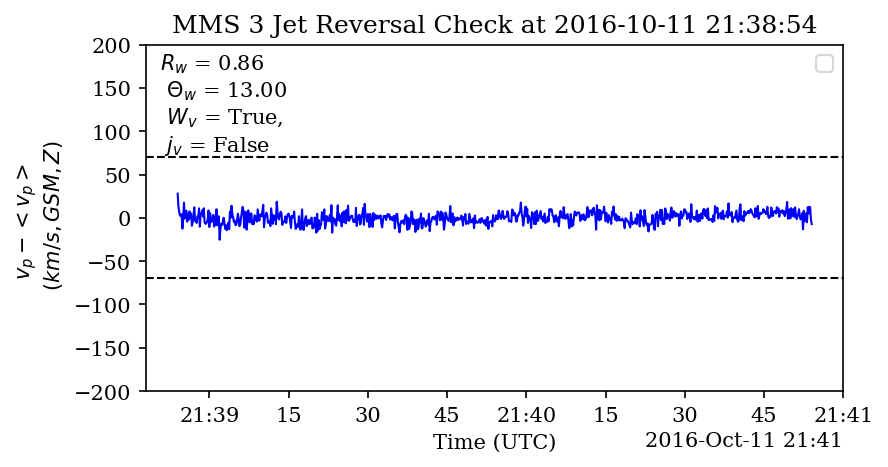 MMS 3 Jet Reversal Check at 2016-10-11 21:38:54
200
150
100
50
0
−50
−100
−150
−200
v_p − < v_p >
(km/s, GSM, Z)
R_w = 0.86
Θ_w = 13.00
W_v = True,
j_v = False
21:39 15 30 45 21:40 15 30 45 21:41
Time (UTC)
2016-Oct-11 21:41